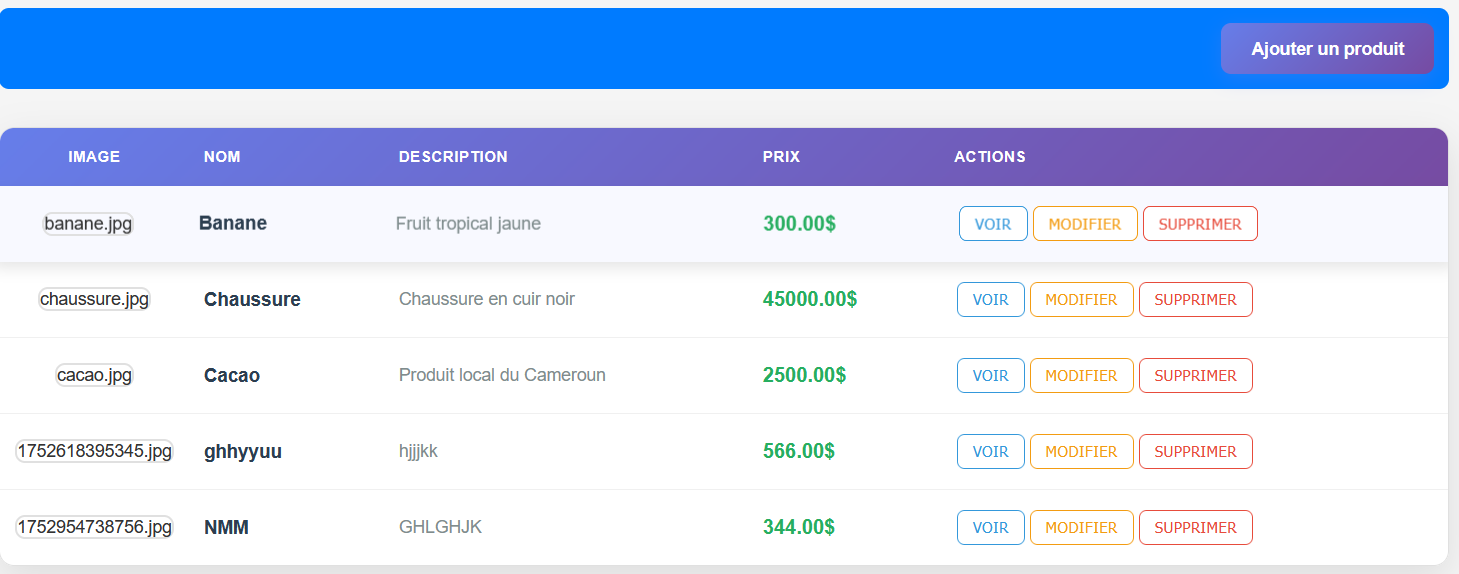 Ajouter un produit
IMAGE NOM DESCRIPTION PRIX ACTIONS
banane.jpg Banane Fruit tropical jaune 300.00$ VOIR MODIFIER SUPPRIMER
chaussure.jpg Chaussure Chaussure en cuir noir 45000.00$ VOIR MODIFIER SUPPRIMER
cacao.jpg Cacao Produit local du Cameroun 2500.00$ VOIR MODIFIER SUPPRIMER
1752618395345.jpg ghhyyuu hjjjkk 566.00$ VOIR MODIFIER SUPPRIMER
1752954738756.jpg NMM GHLGHJK 344.00$ VOIR MODIFIER SUPPRIMER